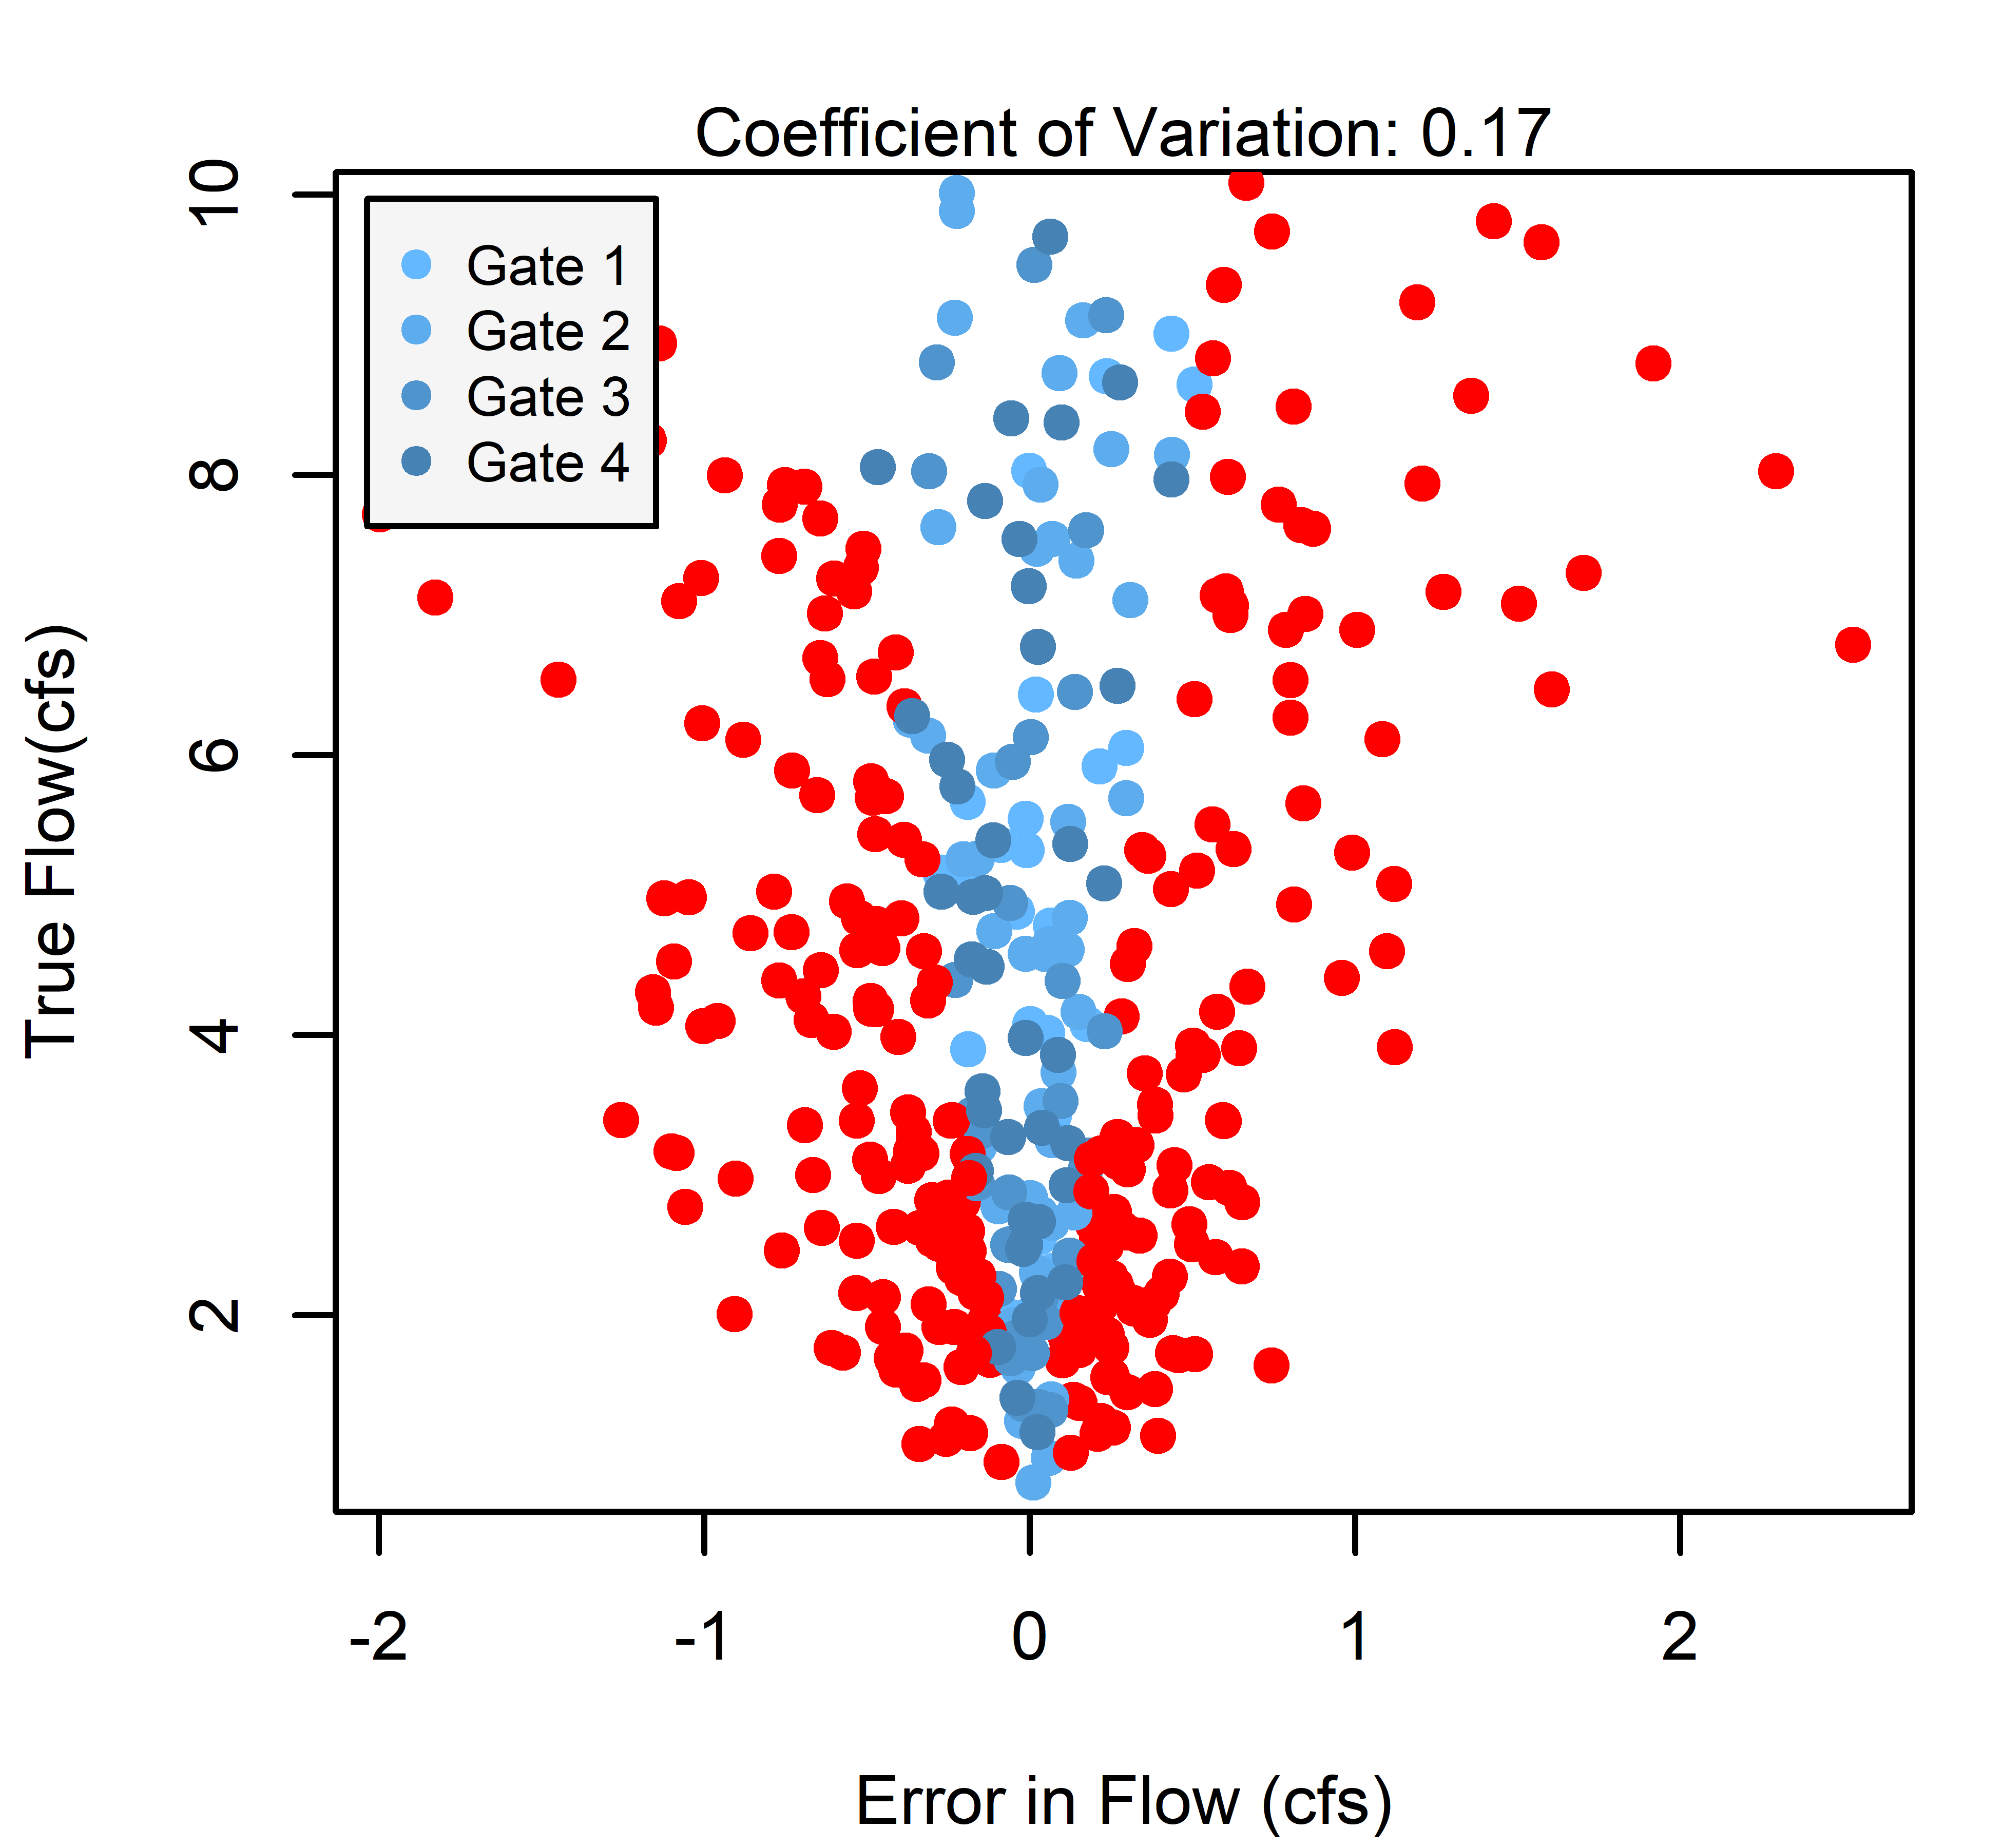 Coefficient of Variation: 0.17
10
8
6
4
2
True Flow(cfs)
Gate 1
Gate 2
Gate 3
Gate 4
-2 -1 0 1 2
Error in Flow (cfs)